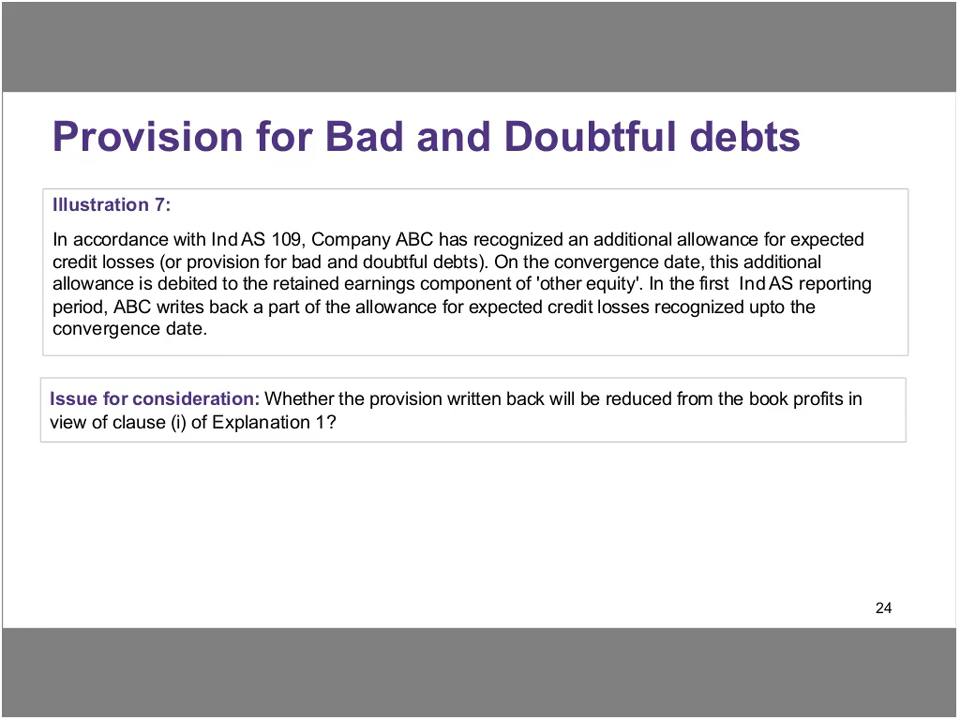 Provision for Bad and Doubtful debts
Illustration 7:
In accordance with Ind AS 109, Company ABC has recognized an additional allowance for expected
credit losses (or provision for bad and doubtful debts). On the convergence date, this additional
allowance is debited to the retained earnings component of 'other equity'. In the first Ind AS reporting
period, ABC writes back a part of the allowance for expected credit losses recognized upto the
convergence date.
Issue for consideration: Whether the provision written back will be reduced from the book profits in
view of clause (i) of Explanation 1?
24